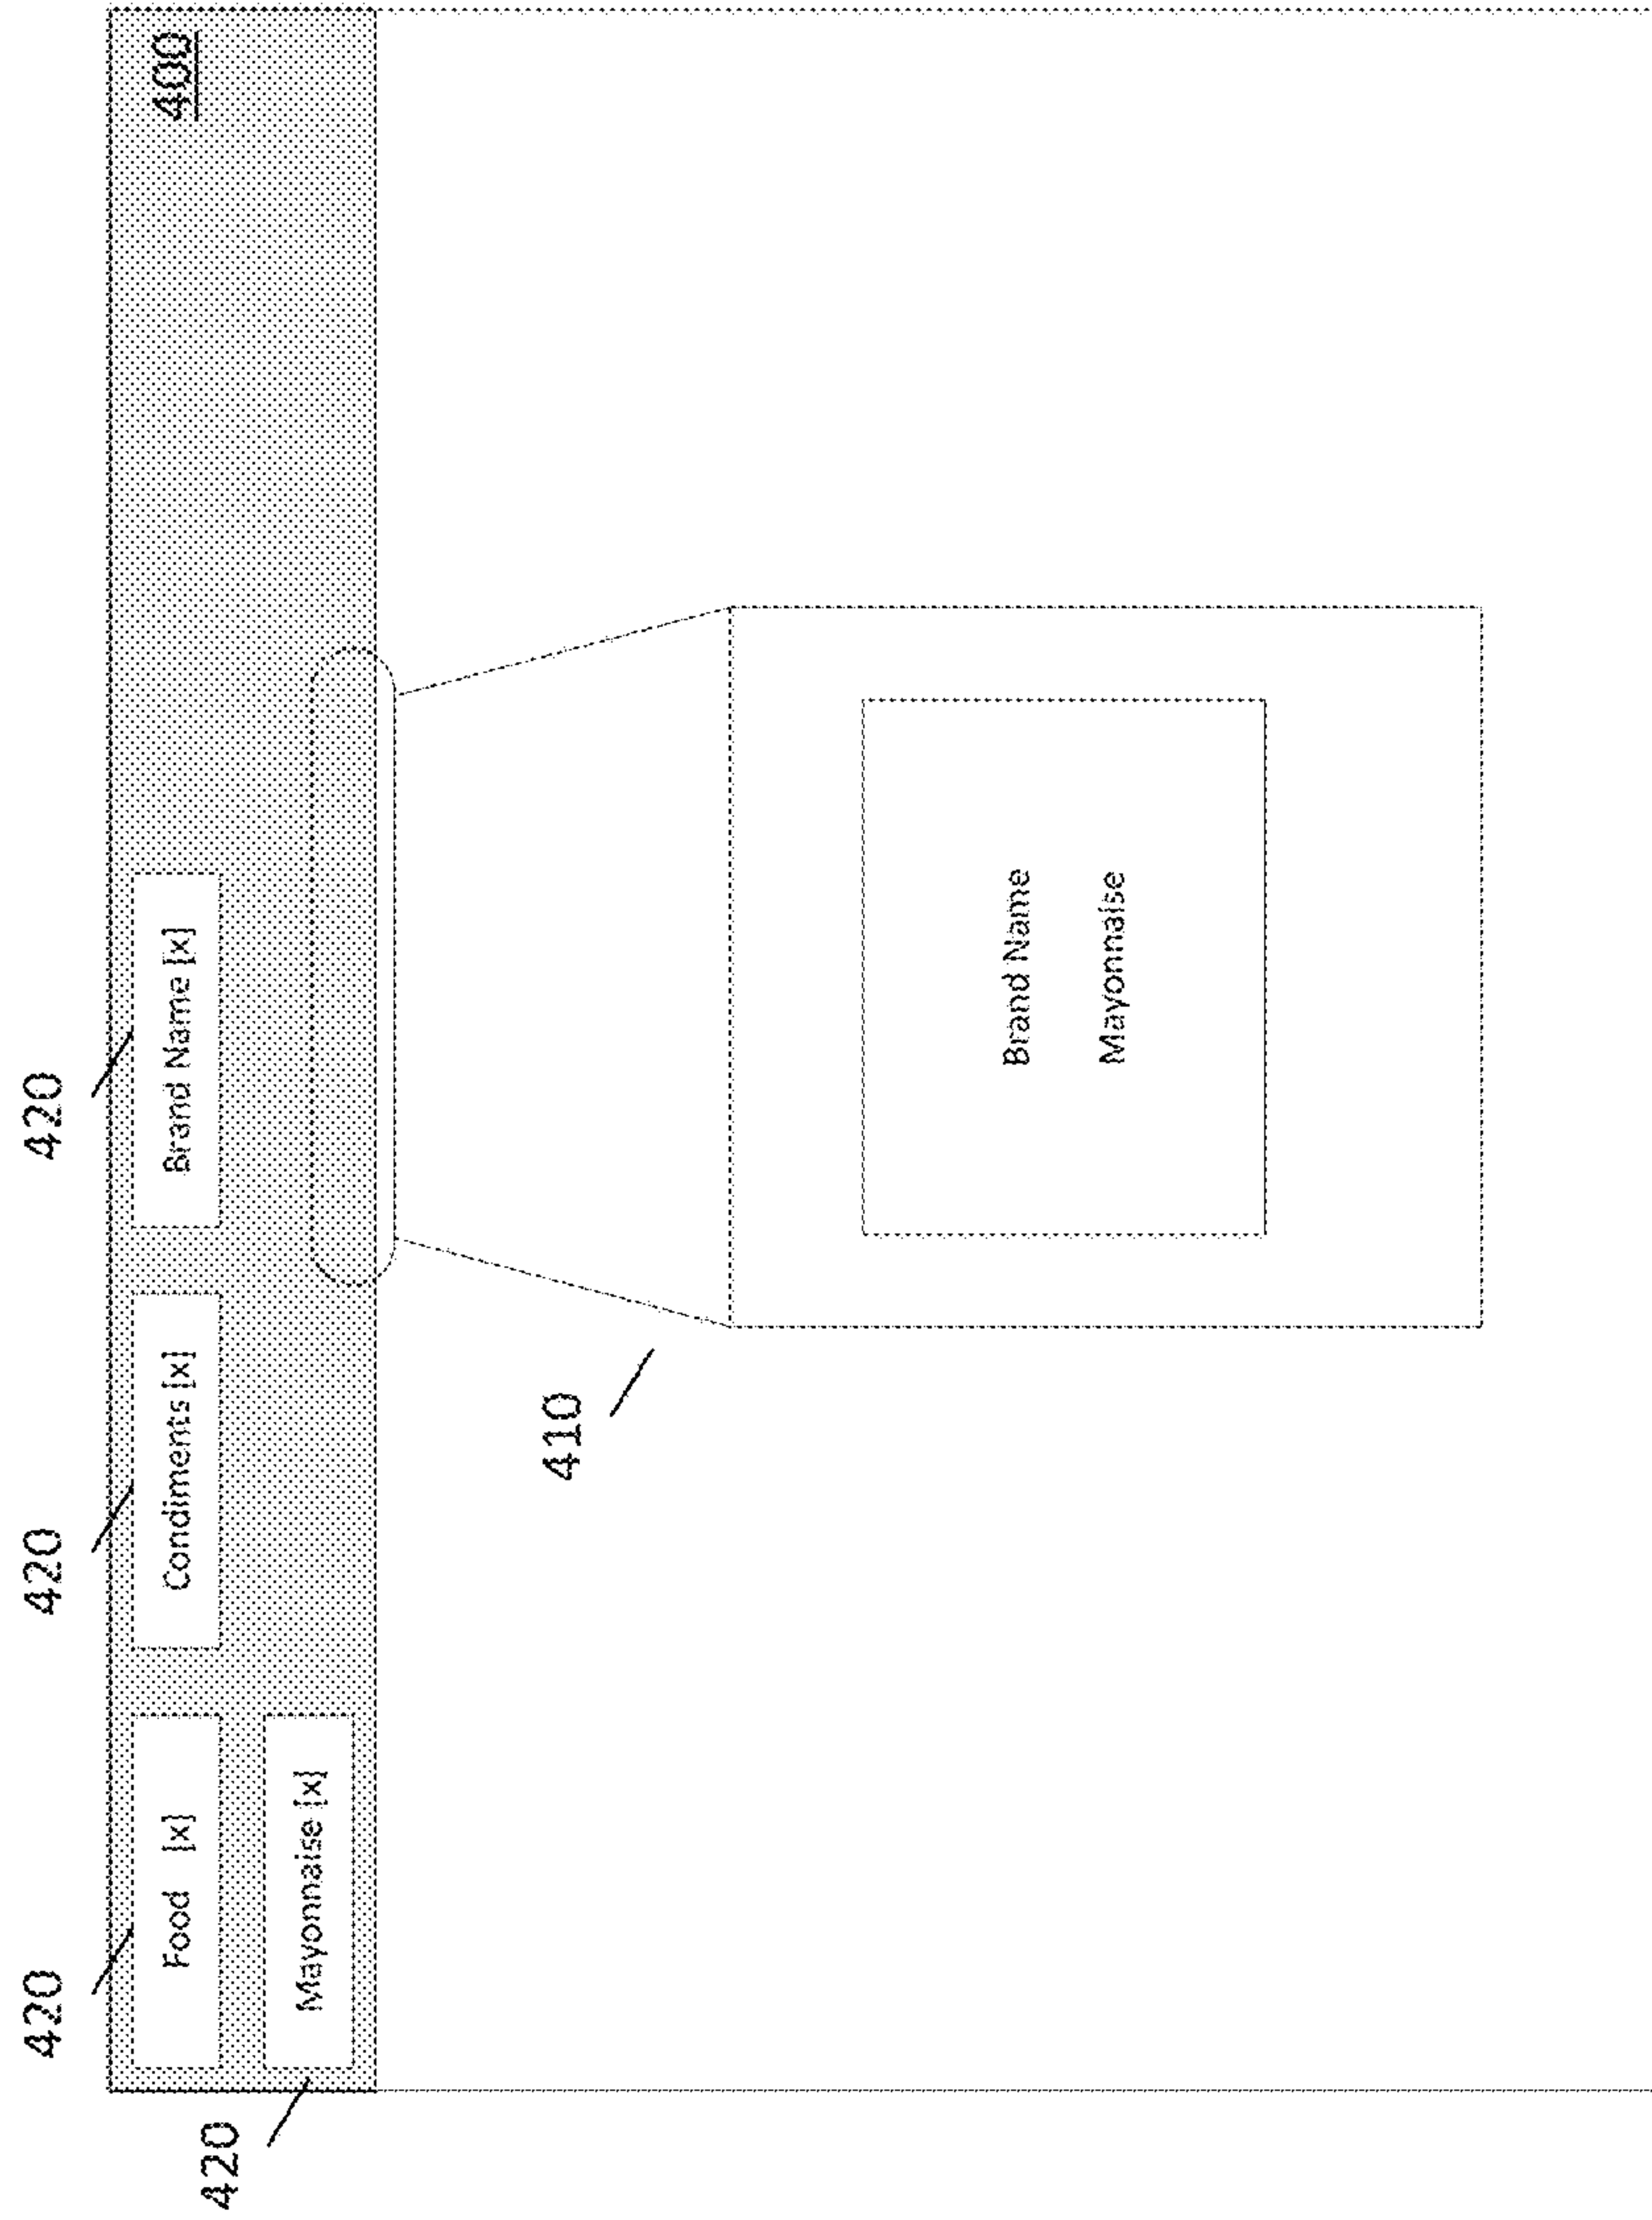 420
420
420
400
Food [x]
Condiments [x]
Brand Name [x]
420
Mayonnaise [x]
410
Brand Name
Mayonnaise